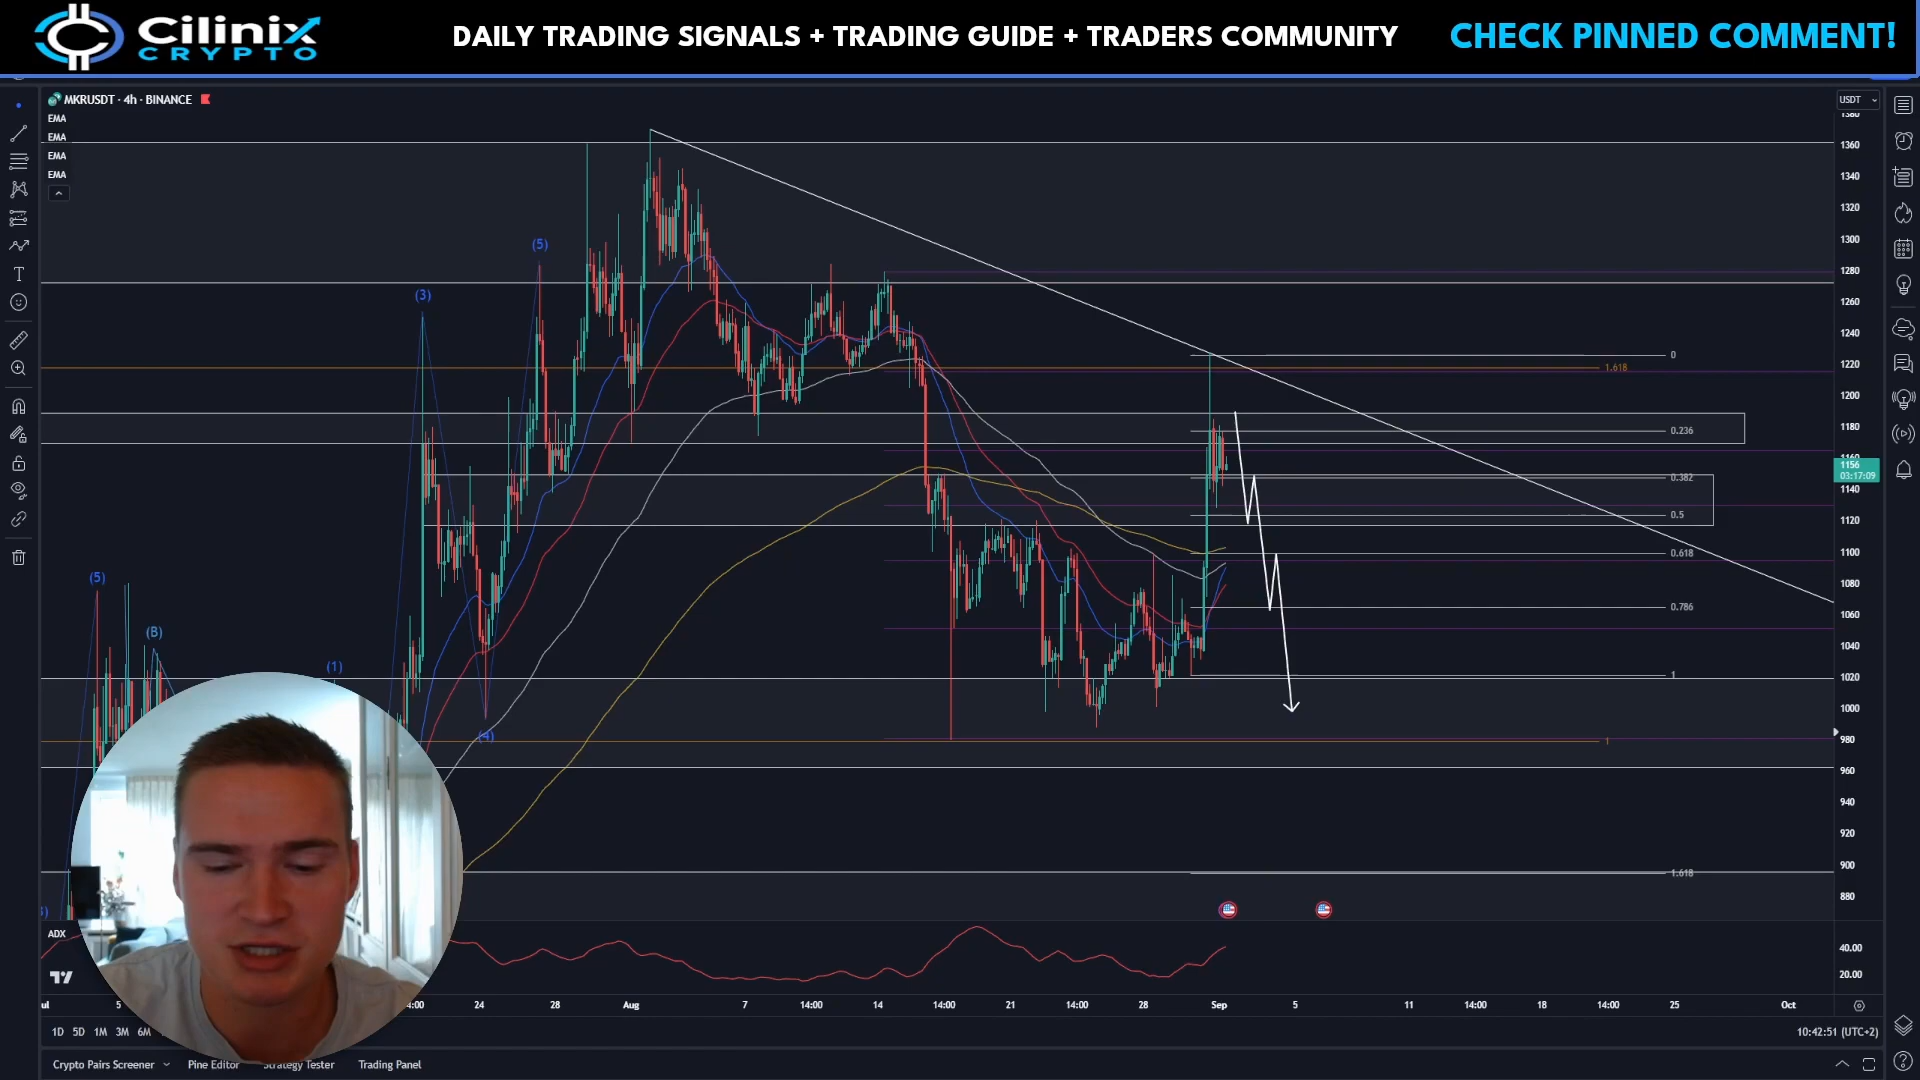 Cilinix
CRYPTO
DAILY TRADING SIGNALS + TRADING GUIDE + TRADERS COMMUNITY
CHECK PINNED COMMENT!
MKRUSDT · 4h · BINANCE
USDT
EMA
EMA
EMA
EMA
1380
1360
1340
1320
1300
1280
1260
1240
1220
1200
1180
1160
1156
03:17:09
1140
1120
1100
1080
1060
1040
1020
1000
980
960
940
920
900
880
(5)
(3)
(5)
(B)
(1)
(4)
0
1.618
0.236
0.382
0.5
0.618
0.786
1
1
1.618
ADX
40.00
20.00
5
24
28
Aug
7
14:00
14
14:00
21
14:00
28
Sep
5
11
14:00
18
14:00
25
Oct
1D 5D 1M 3M 6M
10:42:51 (UTC+2)
Crypto Pairs Screener
Pine Editor
Strategy Tester
Trading Panel